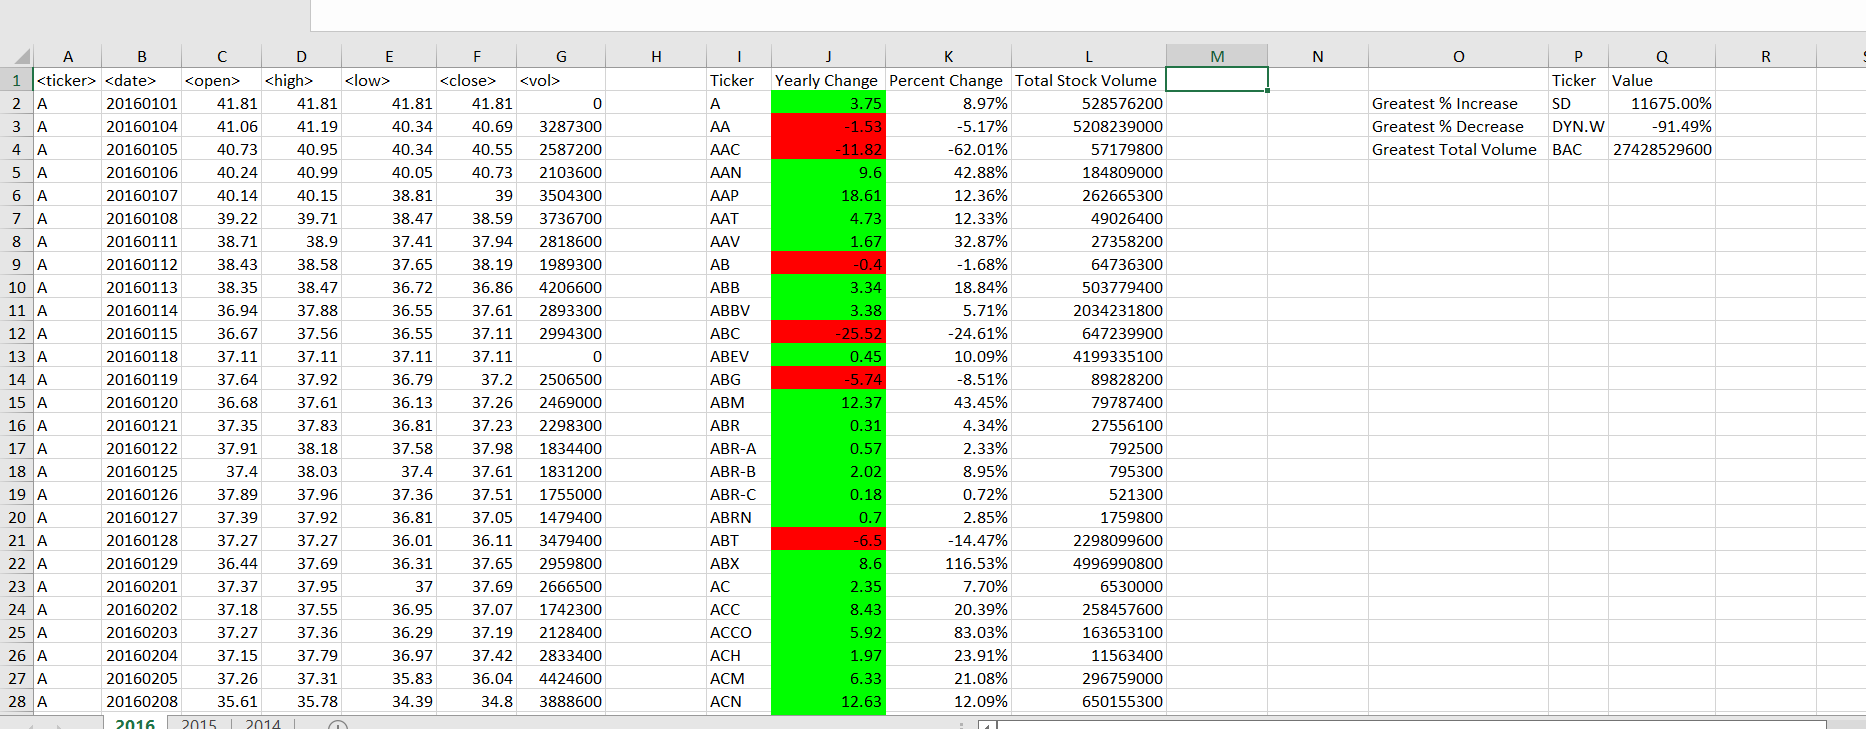 A B C D E F G H I J K L M N O P Q R
1 <ticker> <date> <open> <high> <low> <close> <vol> Ticker Yearly Change Percent Change Total Stock Volume Ticker Value
2 A 20160101 41.81 41.81 41.81 41.81 0 A 3.75 8.97% 528576200 Greatest % Increase SD 11675.00%
3 A 20160104 41.06 41.19 40.34 40.69 3287300 AA -1.53 -5.17% 5208239000 Greatest % Decrease DYN.W -91.49%
4 A 20160105 40.73 40.95 40.34 40.55 2587200 AAC -11.82 -62.01% 57179800 Greatest Total Volume BAC 27428529600
5 A 20160106 40.24 40.99 40.05 40.73 2103600 AAN 9.6 42.88% 184809000
6 A 20160107 40.14 40.15 38.81 39 3504300 AAP 18.61 12.36% 262665300
7 A 20160108 39.22 39.71 38.47 38.59 3736700 AAT 4.73 12.33% 49026400
8 A 20160111 38.71 38.9 37.41 37.94 2818600 AAV 1.67 32.87% 27358200
9 A 20160112 38.43 38.58 37.65 38.19 1989300 AB -0.4 -1.68% 64736300
10 A 20160113 38.35 38.47 36.72 36.86 4206600 ABB 3.34 18.84% 503779400
11 A 20160114 36.94 37.88 36.55 37.61 2893300 ABBV 3.38 5.71% 2034231800
12 A 20160115 36.67 37.56 36.55 37.11 2994300 ABC -25.52 -24.61% 647239900
13 A 20160118 37.11 37.11 37.11 37.11 0 ABEV 0.45 10.09% 4199335100
14 A 20160119 37.64 37.92 36.79 37.2 2506500 ABG -5.74 -8.51% 89828200
15 A 20160120 36.68 37.61 36.13 37.26 2469000 ABM 12.37 43.45% 79787400
16 A 20160121 37.35 37.83 36.81 37.23 2298300 ABR 0.31 4.34% 27556100
17 A 20160122 37.91 38.18 37.58 37.98 1834400 ABR-A 0.57 2.33% 792500
18 A 20160125 37.4 38.03 37.4 37.61 1831200 ABR-B 2.02 8.95% 795300
19 A 20160126 37.89 37.96 37.36 37.51 1755000 ABR-C 0.18 0.72% 521300
20 A 20160127 37.39 37.92 36.81 37.05 1479400 ABRN 0.7 2.85% 1759800
21 A 20160128 37.27 37.27 36.01 36.11 3479400 ABT -6.5 -14.47% 2298099600
22 A 20160129 36.44 37.69 36.31 37.65 2959800 ABX 8.6 116.53% 4996990800
23 A 20160201 37.37 37.95 37 37.69 2666500 AC 2.35 7.70% 6530000
24 A 20160202 37.18 37.55 36.95 37.07 1742300 ACC 8.43 20.39% 258457600
25 A 20160203 37.27 37.36 36.29 37.19 2128400 ACCO 5.92 83.03% 163653100
26 A 20160204 37.15 37.79 36.97 37.42 2833400 ACH 1.97 23.91% 11563400
27 A 20160205 37.26 37.31 35.83 36.04 4424600 ACM 6.33 21.08% 296759000
28 A 20160208 35.61 35.78 34.39 34.8 3888600 ACN 12.63 12.09% 650155300
2016 2015 2014